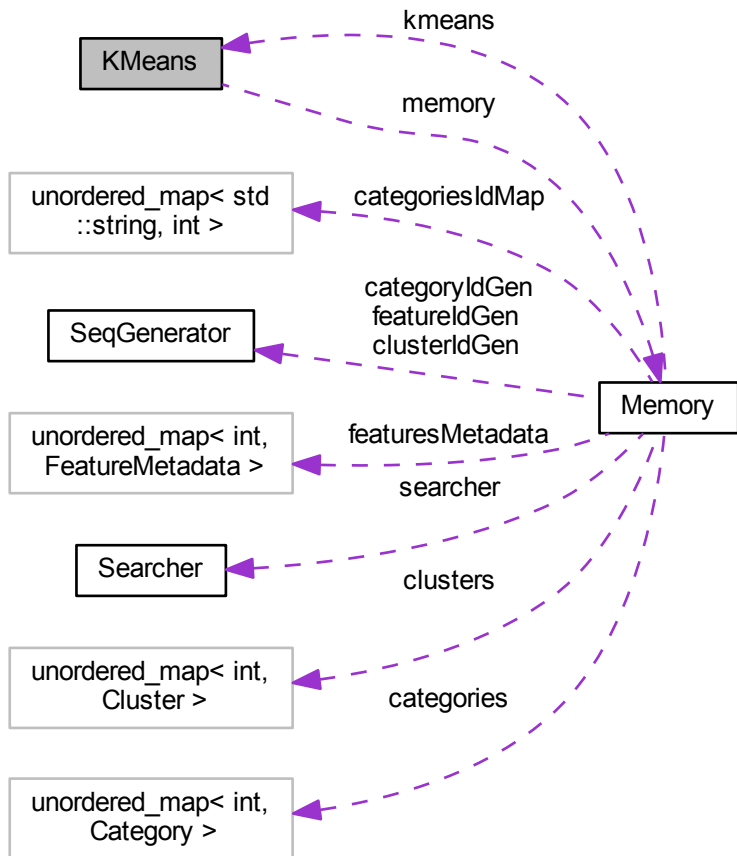 kmeans
KMeans
memory
unordered_map< std
::string, int >
categoriesIdMap
categoryIdGen
featureIdGen
clusterIdGen
SeqGenerator
Memory
unordered_map< int,
FeatureMetadata >
featuresMetadata
searcher
Searcher
clusters
unordered_map< int,
Cluster >
categories
unordered_map< int,
Category >